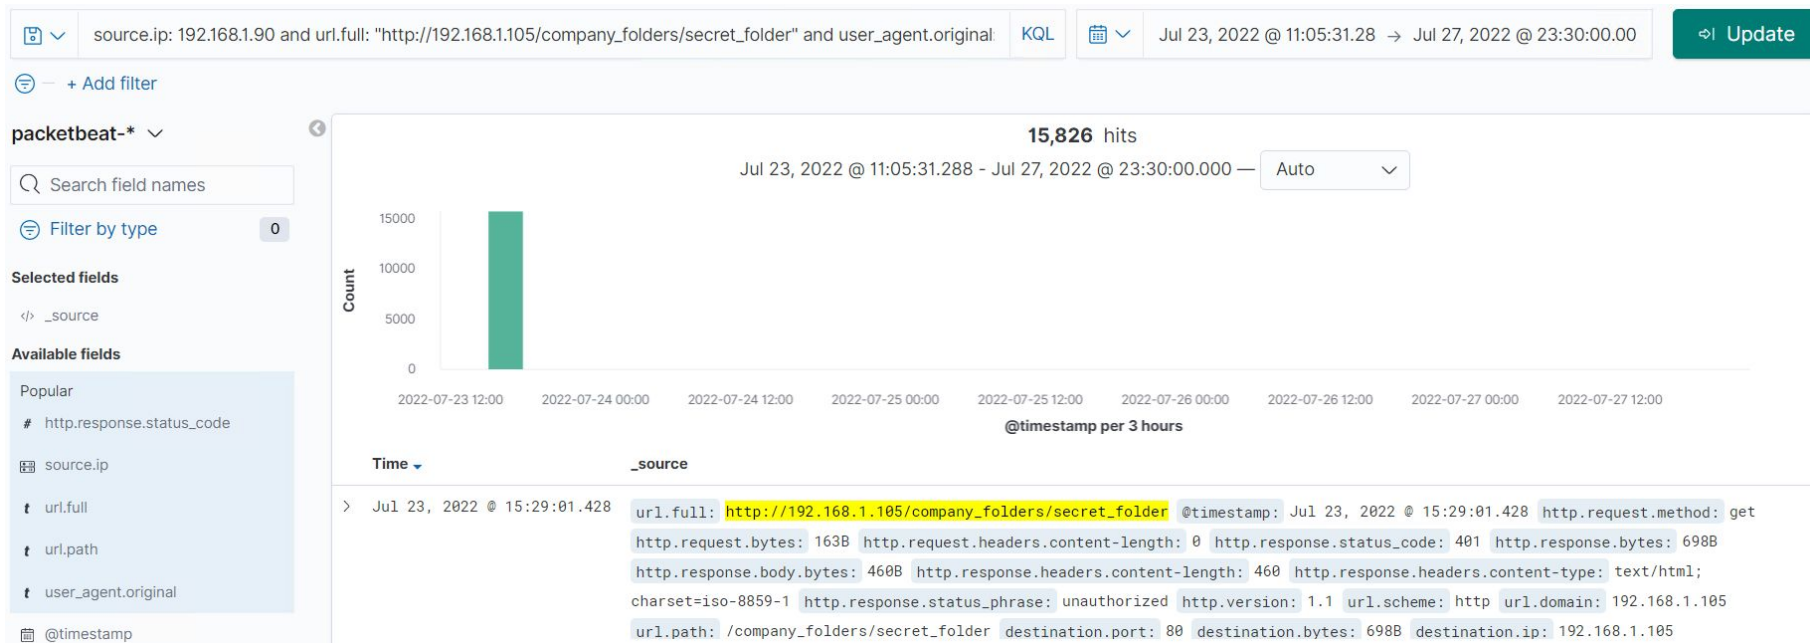 source.ip: 192.168.1.90 and url.full: "http://192.168.1.105/company_folders/secret_folder" and user_agent.original: KQL Jul 23, 2022 @ 11:05:31.28 → Jul 27, 2022 @ 23:30:00.00 Update
+ Add filter
packetbeat-*
Search field names
Filter by type 0
Selected fields
</> _source
Available fields
Popular
# http.response.status_code
source.ip
t url.full
t url.path
t user_agent.original
@timestamp
15,826 hits
Jul 23, 2022 @ 11:05:31.288 - Jul 27, 2022 @ 23:30:00.000 — Auto
Count
15000
10000
5000
0
2022-07-23 12:00 2022-07-24 00:00 2022-07-24 12:00 2022-07-25 00:00 2022-07-25 12:00 2022-07-26 00:00 2022-07-26 12:00 2022-07-27 00:00 2022-07-27 12:00
@timestamp per 3 hours
Time _source
Jul 23, 2022 @ 15:29:01.428 url.full: http://192.168.1.105/company_folders/secret_folder @timestamp: Jul 23, 2022 @ 15:29:01.428 http.request.method: get
http.request.bytes: 163B http.request.headers.content-length: 0 http.response.status_code: 401 http.response.bytes: 698B
http.response.body.bytes: 460B http.response.headers.content-length: 460 http.response.headers.content-type: text/html;
charset=iso-8859-1 http.response.status_phrase: unauthorized http.version: 1.1 url.scheme: http url.domain: 192.168.1.105
url.path: /company_folders/secret_folder destination.port: 80 destination.bytes: 698B destination.ip: 192.168.1.105